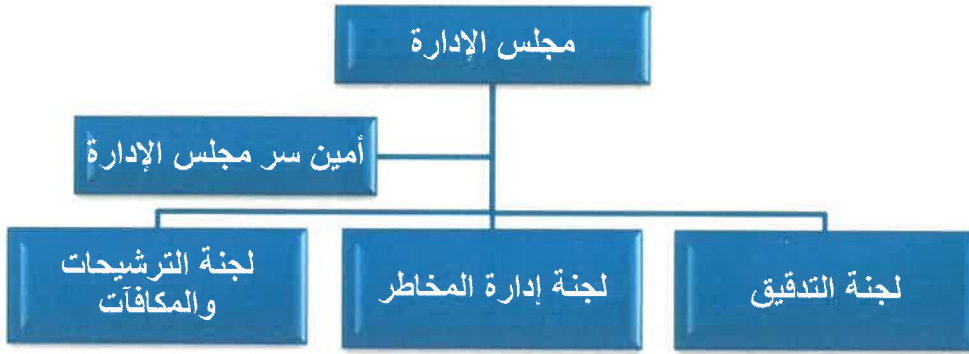 مجلس الإدارة
أمين سر مجلس الإدارة
لجنة التدقيق
لجنة إدارة المخاطر
لجنة الترشيحات
والمكافآت